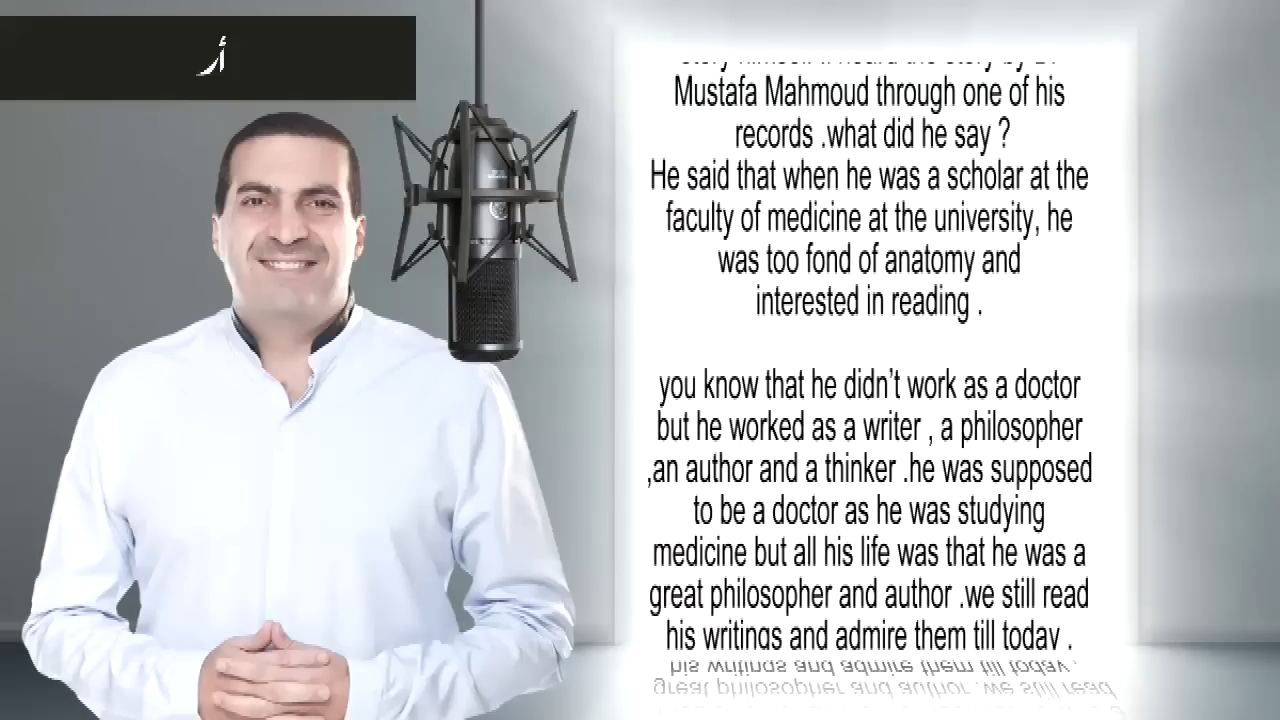 أر
Mustafa Mahmoud through one of his
records .what did he say ?
He said that when he was a scholar at the
faculty of medicine at the university, he
was too fond of anatomy and
interested in reading .
you know that he didn’t work as a doctor
but he worked as a writer , a philosopher
,an author and a thinker .he was supposed
to be a doctor as he was studying
medicine but all his life was that he was a
great philosopher and author .we still read
his writings and admire them till today .